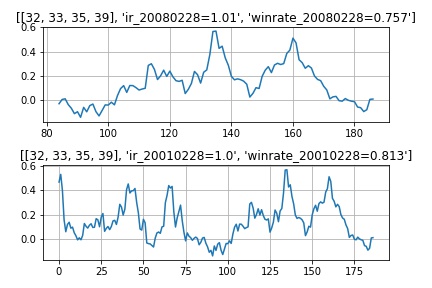 [[32, 33, 35, 39], 'ir_20080228=1.01', 'winrate_20080228=0.757']
0.6
0.4
0.2
0.0
80 100 120 140 160 180
[[32, 33, 35, 39], 'ir_20010228=1.0', 'winrate_20010228=0.813']
0.6
0.4
0.2
0.0
0 25 50 75 100 125 150 175